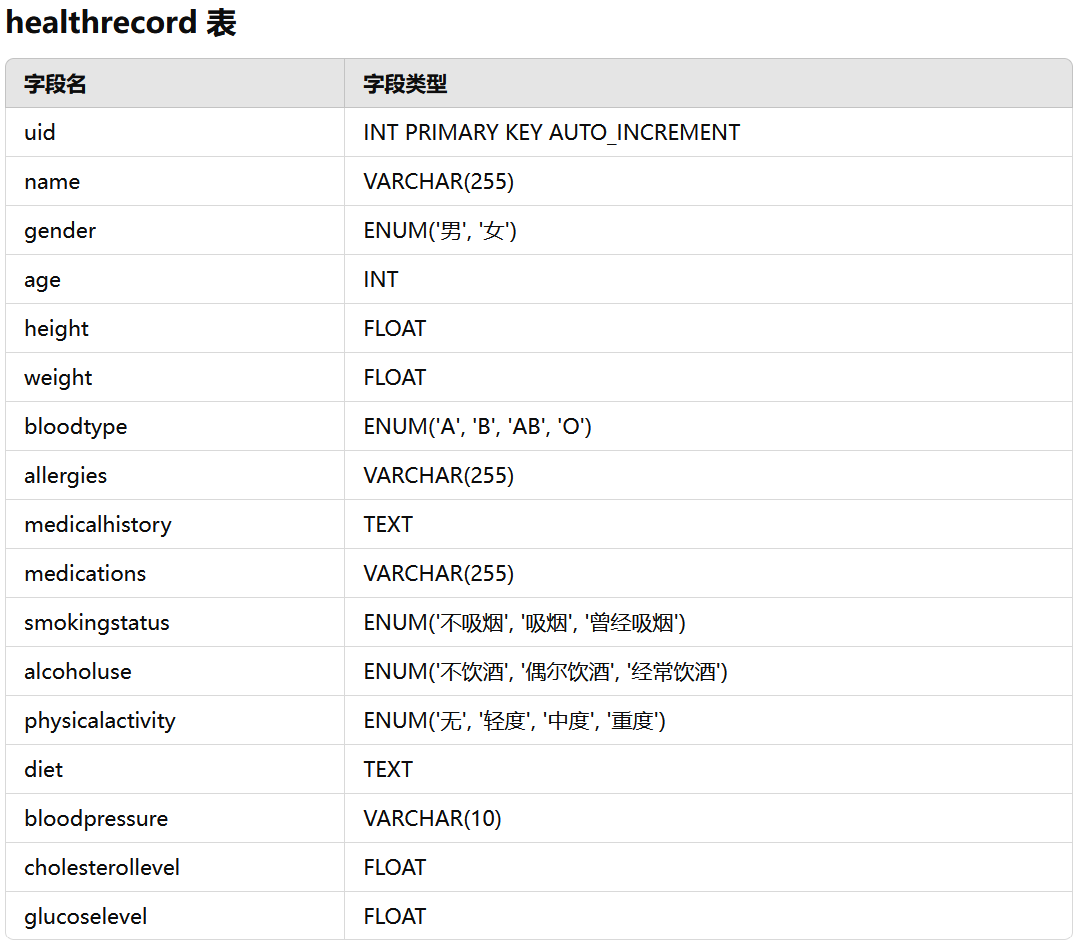 healthrecord 表
字段名 字段类型
uid INT PRIMARY KEY AUTO_INCREMENT
name VARCHAR(255)
gender ENUM('男', '女')
age INT
height FLOAT
weight FLOAT
bloodtype ENUM('A', 'B', 'AB', 'O')
allergies VARCHAR(255)
medicalhistory TEXT
medications VARCHAR(255)
smokingstatus ENUM('不吸烟', '吸烟', '曾经吸烟')
alcoholuse ENUM('不饮酒', '偶尔饮酒', '经常饮酒')
physicalactivity ENUM('无', '轻度', '中度', '重度')
diet TEXT
bloodpressure VARCHAR(10)
cholesterollevel FLOAT
glucoselevel FLOAT